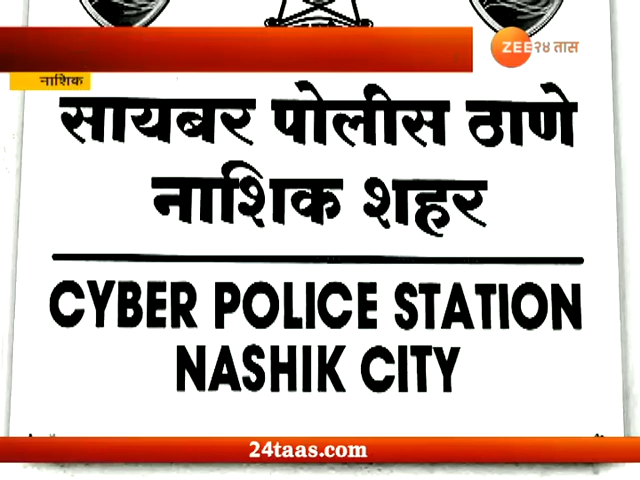 ZEE २४ तास
नाशिक
सायबर पोलीस ठाणे
नाशिक शहर
CYBER POLICE STATION
NASHIK CITY
24taas.com